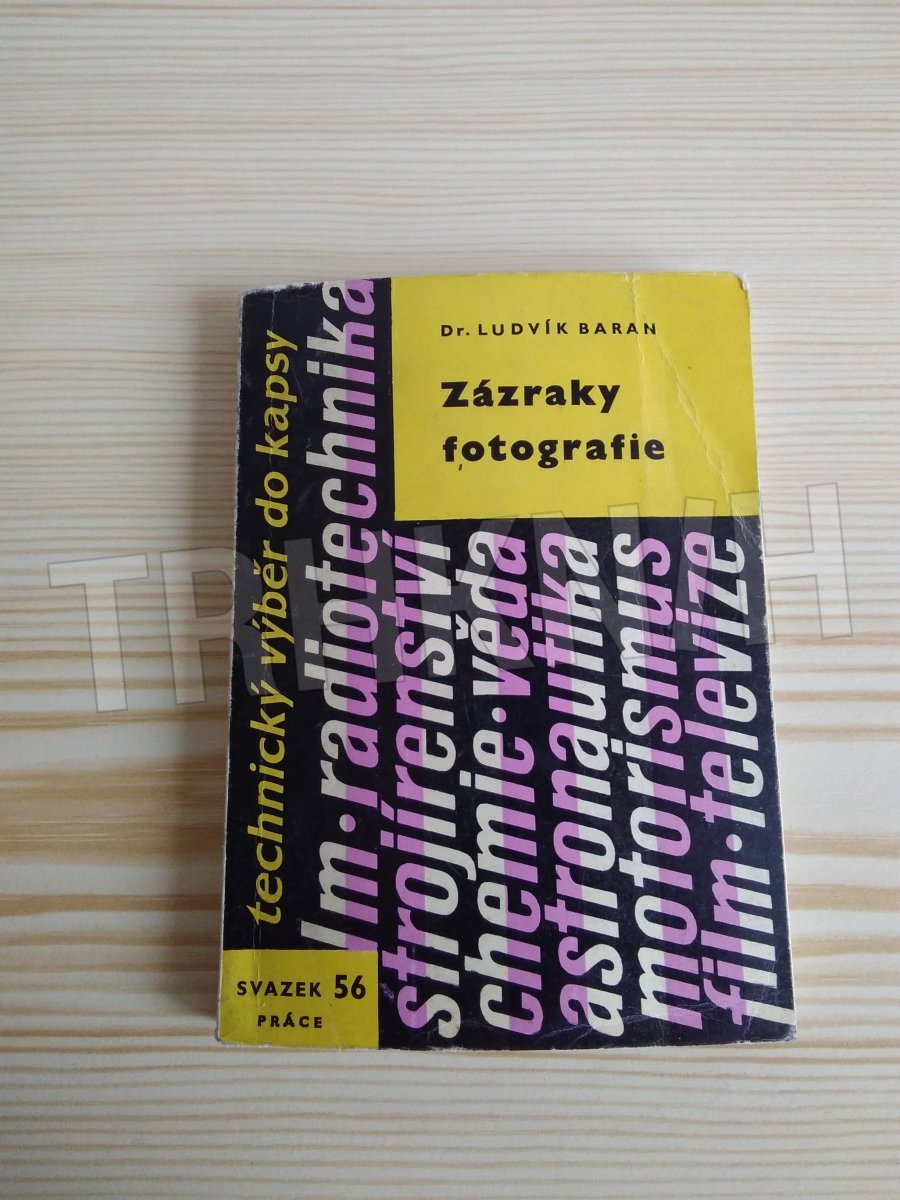 Dr. LUDVÍK BARAN
Zázraky
fotografie
technický výběr do kapsy
m·radiotechnika
strojírenství
chemie·věda
astronautika
motorismus
film·televize
SVAZEK 56
PRÁCE